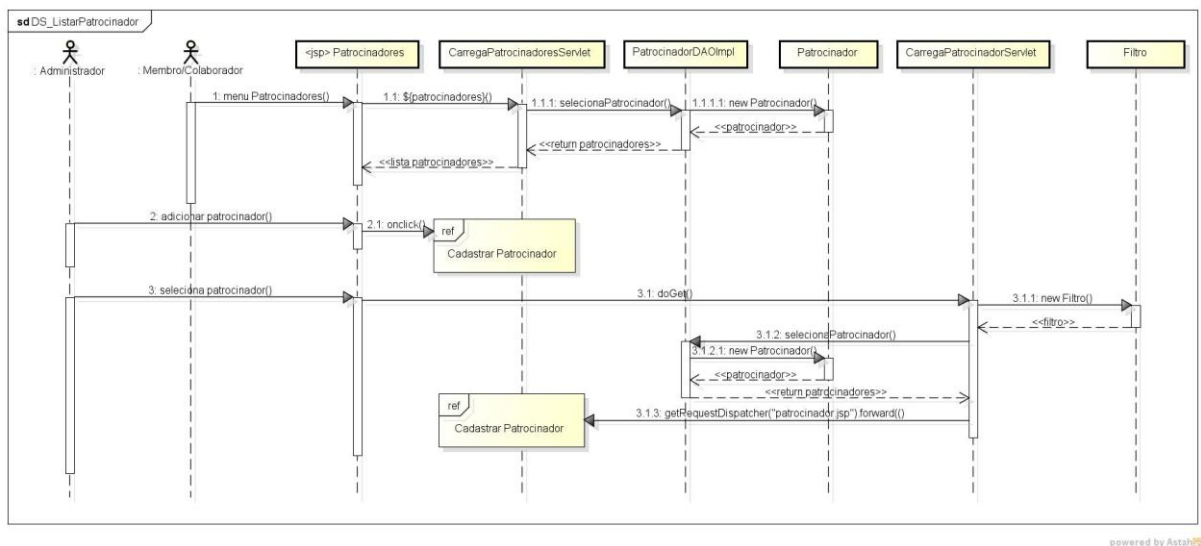 sd DS_ListarPatrocinador
: Administrador
: Membro/Colaborador
<jsp> Patrocinadores
CarregaPatrocinadoresServlet
PatrocinadorDAOImpl
Patrocinador
CarregaPatrocinadorServlet
Filtro
1: menu Patrocinadores()
1.1: ${patrocinadores}()
1.1.1: selecionaPatrocinador()
1.1.1.1: new Patrocinador()
<<patrocinador>>
<<return patrocinadores>>
<<lista patrocinadores>>
2: adicionar patrocinador()
2.1: onclick()
ref
Cadastrar Patrocinador
3: seleciona patrocinador()
3.1: doGet()
3.1.1: new Filtro()
<<filtro>>
3.1.2: selecionaPatrocinador()
3.1.2.1: new Patrocinador()
<<patrocinador>>
<<return patrocinadores>>
ref
Cadastrar Patrocinador
3.1.3: getRequestDispatcher("patrocinador.jsp").forward(()
powered by Astah